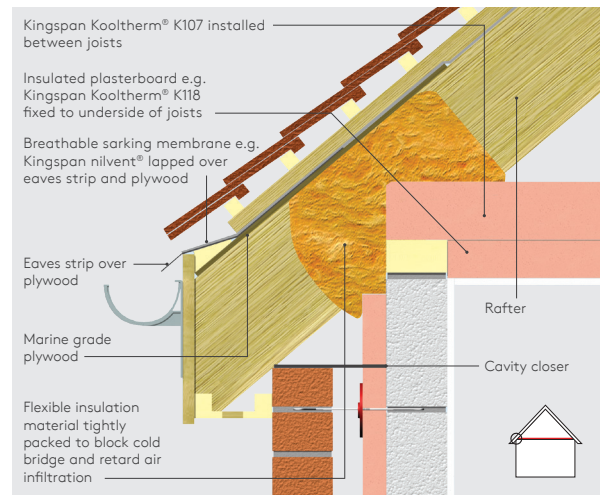 Kingspan Kooltherm® K107 installed
between joists
Insulated plasterboard e.g.
Kingspan Kooltherm® K118
fixed to underside of joists
Breathable sarking membrane e.g.
Kingspan nilvent® lapped over
eaves strip and plywood
Eaves strip over
plywood
Marine grade
plywood
Flexible insulation
material tightly
packed to block cold
bridge and retard air
infiltration
Rafter
Cavity closer